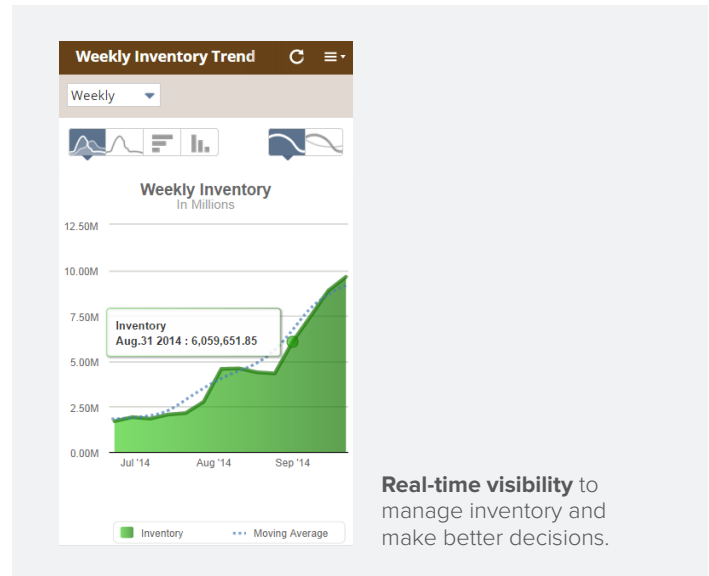 Weekly Inventory Trend
Weekly
Weekly Inventory
In Millions
12.50M
10.00M
7.50M
Inventory
Aug.31 2014 : 6,059,651.85
5.00M
2.50M
0.00M
Jul '14 Aug '14 Sep '14
Inventory Moving Average
Real-time visibility to
manage inventory and
make better decisions.